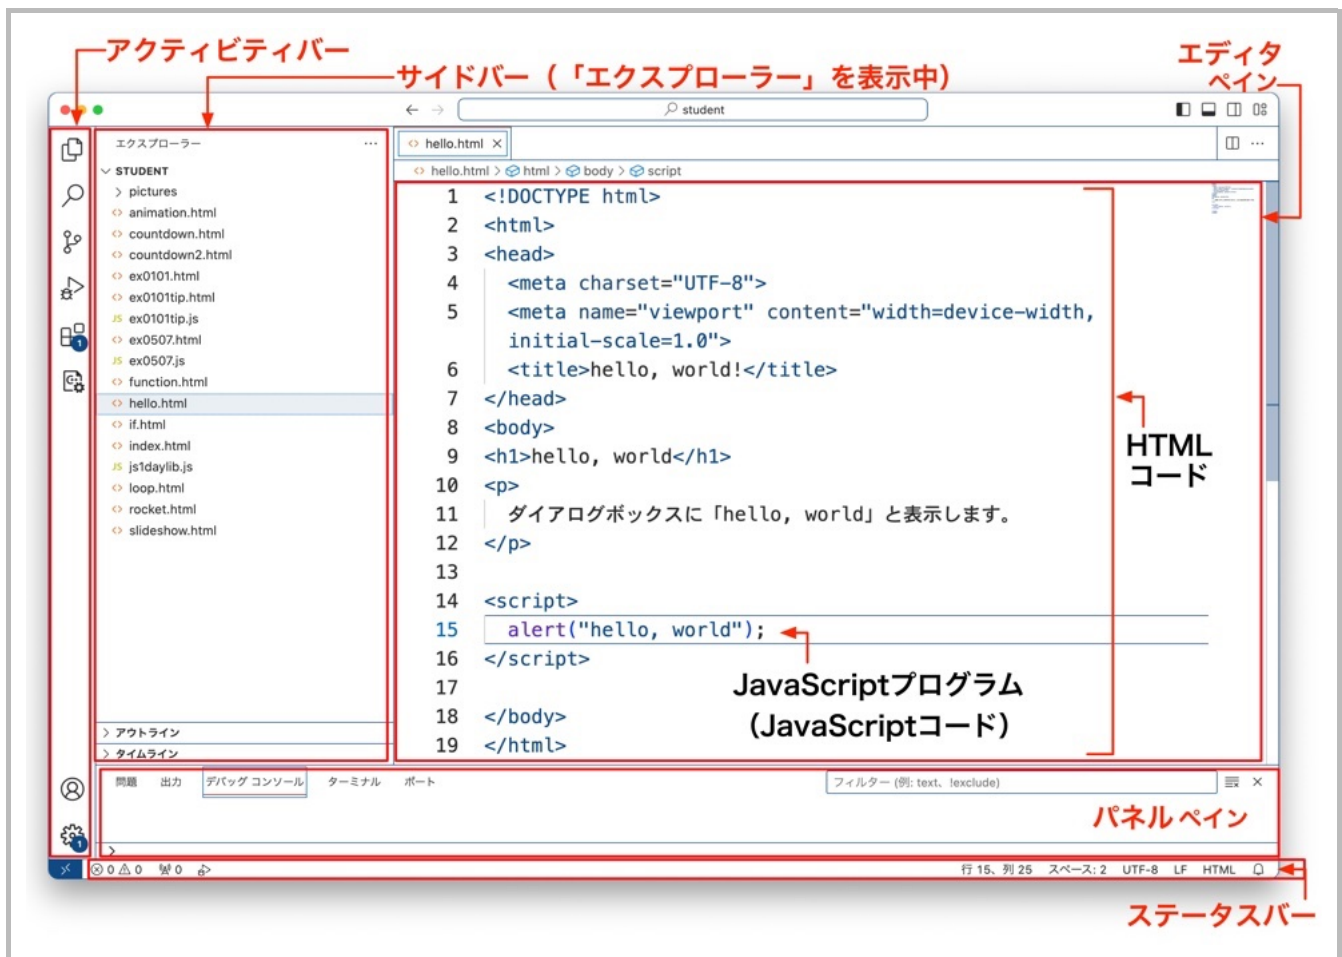 アクティビティバー
サイドバー（「エクスプローラー」を表示中）
エディタ
ペイン
student
エクスプローラー
STUDENT
pictures
animation.html
countdown.html
countdown2.html
ex0101.html
ex0101tip.html
JS ex0101tip.js
ex0507.html
JS ex0507.js
function.html
hello.html
if.html
index.html
JS js1daylib.js
loop.html
rocket.html
slideshow.html
アウトライン
タイムライン
hello.html
hello.html > html > body > script
1 <!DOCTYPE html>
2 <html>
3 <head>
4 <meta charset="UTF-8">
5 <meta name="viewport" content="width=device-width,
initial-scale=1.0">
6 <title>hello, world!</title>
7 </head>
8 <body>
9 <h1>hello, world</h1>
10 <p>
11 ダイアログボックスに「hello, world」と表示します。
12 </p>
13
14 <script>
15 alert("hello, world");
16 </script>
17
18 </body>
19 </html>
HTML
コード
JavaScriptプログラム
（JavaScriptコード）
1
1
問題 出力 デバッグ コンソール ターミナル ポート
フィルター (例: text、!exclude)
パネル ペイン
>
0 0 0
行 15、列 25 スペース: 2 UTF-8 LF HTML
ステータスバー